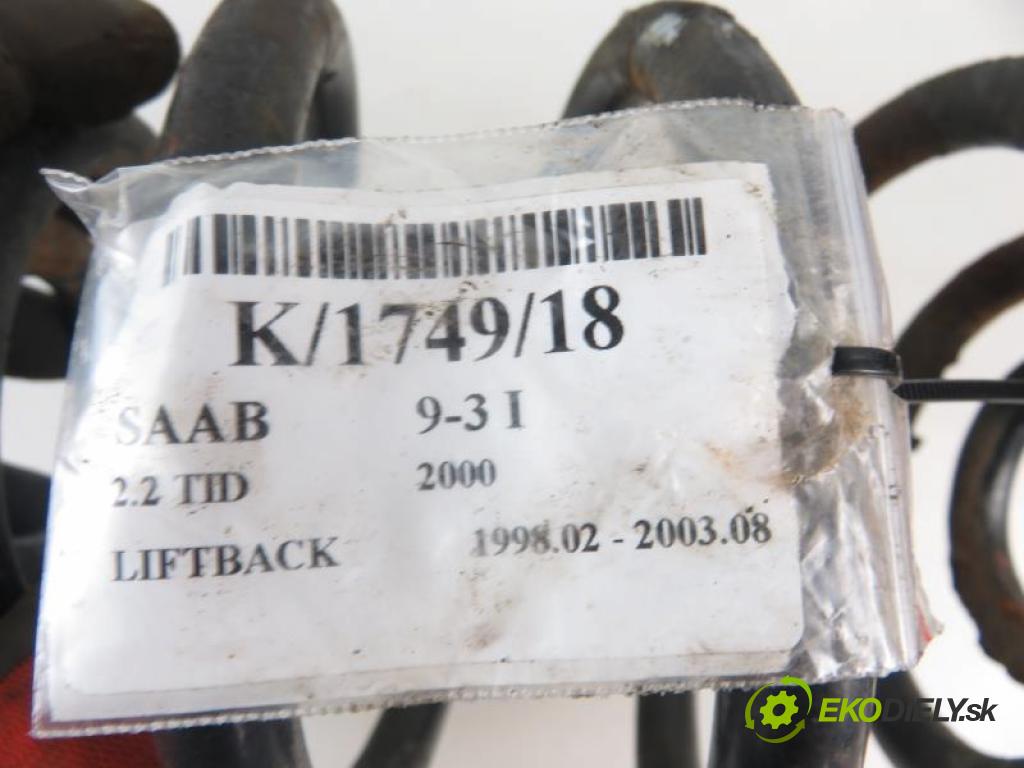 K/1749/18
SAAB 9-3 I
2.2 TID 2000
LIFTBACK 1998.02 - 2003.08
EKODIELY.sk